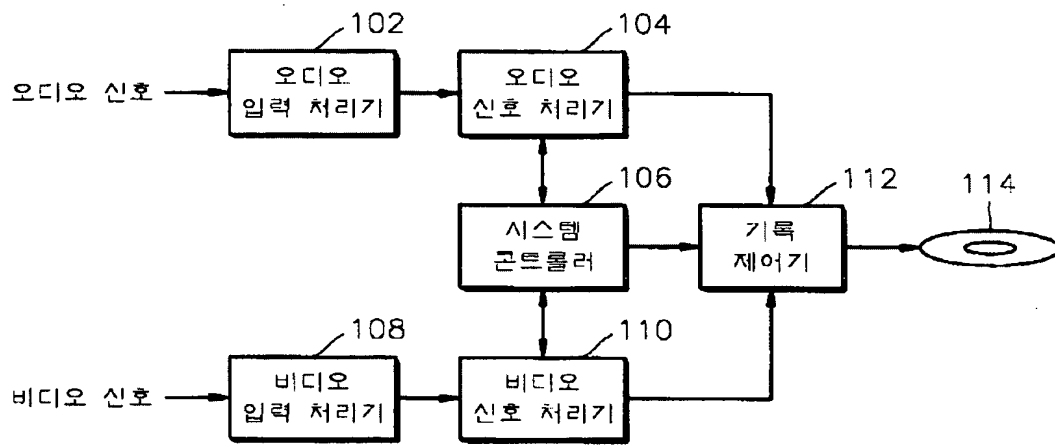 102
104
오디오 신호
오디오
입력 처리기
오디오
신호 처리기
106
112
114
시스템
콘트롤러
기록
제어기
108
110
비디오 신호
비디오
입력 처리기
비디오
신호 처리기